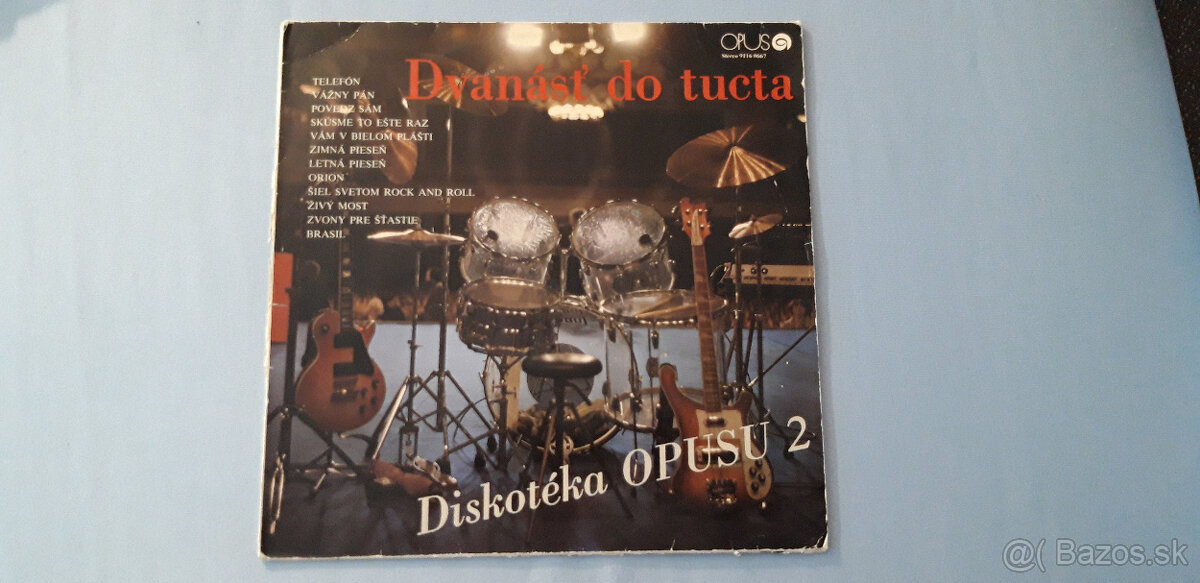 OPUS
Stereo 9116 0667
Dvanásť do tucta
TELEFÓN
VÁŽNY PÁN
POVEDZ SÁM
SKÚSME TO EŠTE RAZ
VÁM V BIELOM PLÁŠTI
ZIMNÁ PIESEŇ
LETNÁ PIESEŇ
ORION
ŠIEL SVETOM ROCK AND ROLL
ŽIVÝ MOST
ZVONY PRE ŠŤASTIE
BRASIL
Diskotéka OPUSU 2
@( Bazos.sk